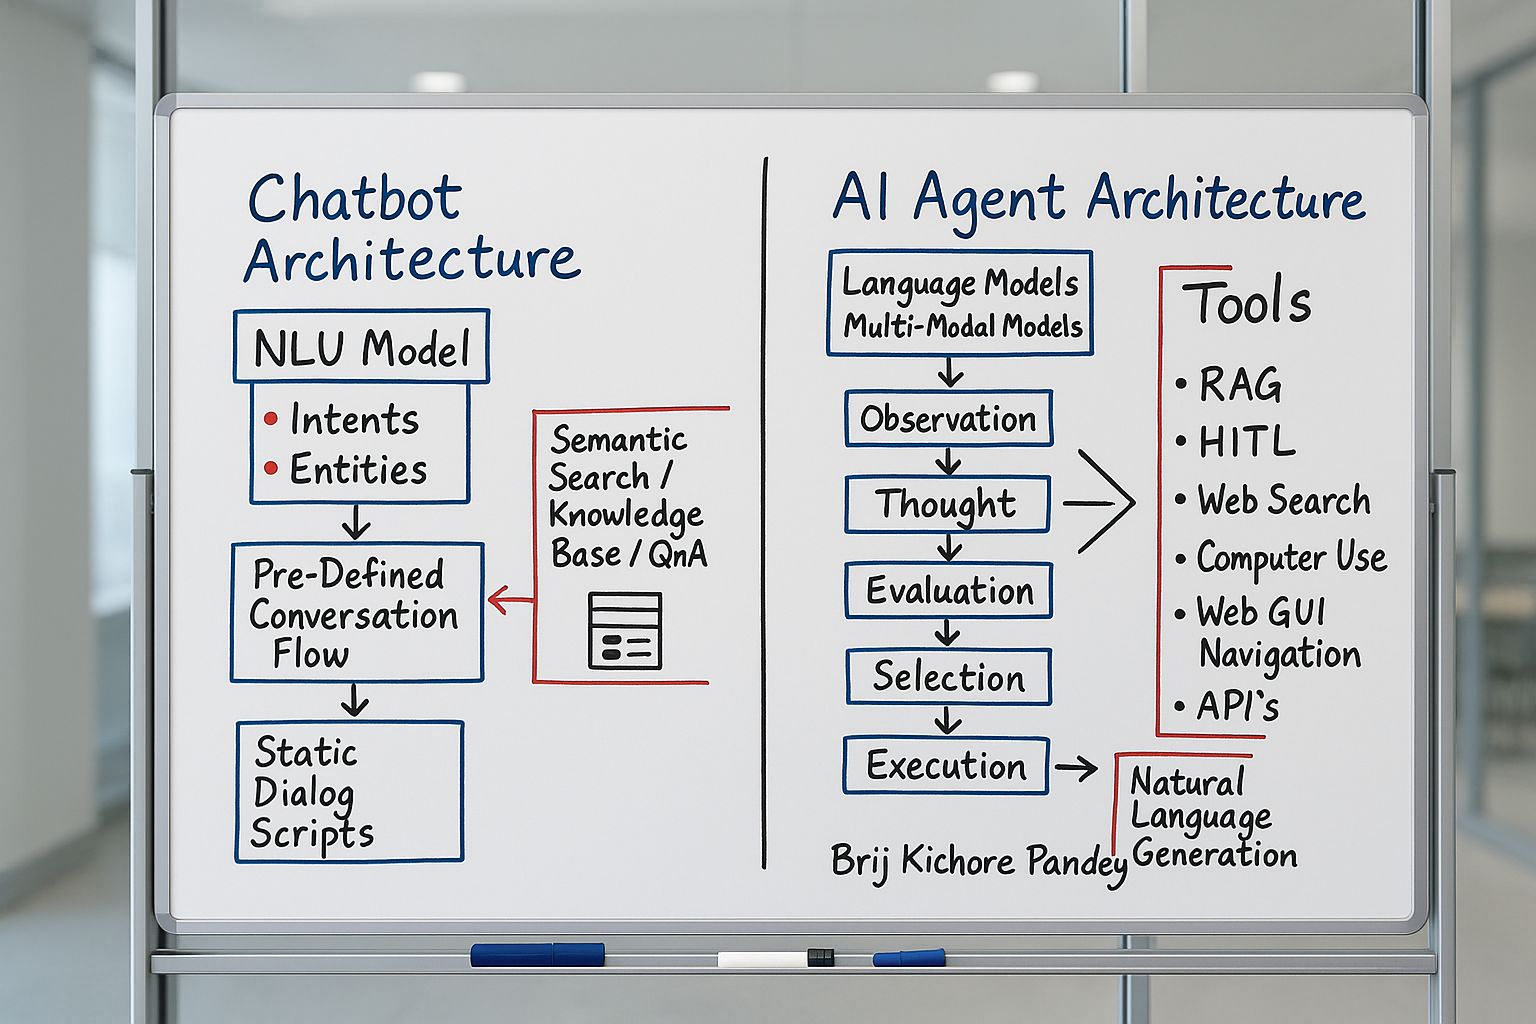 Chatbot
Architecture
NLU Model
• Intents
• Entities
Pre-Defined
Conversation
Flow
Static
Dialog
Scripts
Semantic
Search /
Knowledge
Base / QnA
AI Agent Architecture
Language Models
Multi-Modal Models
Observation
Thought
Evaluation
Selection
Execution
Tools
• RAG
• HITL
• Web Search
• Computer Use
• Web GUI
Navigation
• API's
Natural
Language
Generation
Brij Kichore Pandey